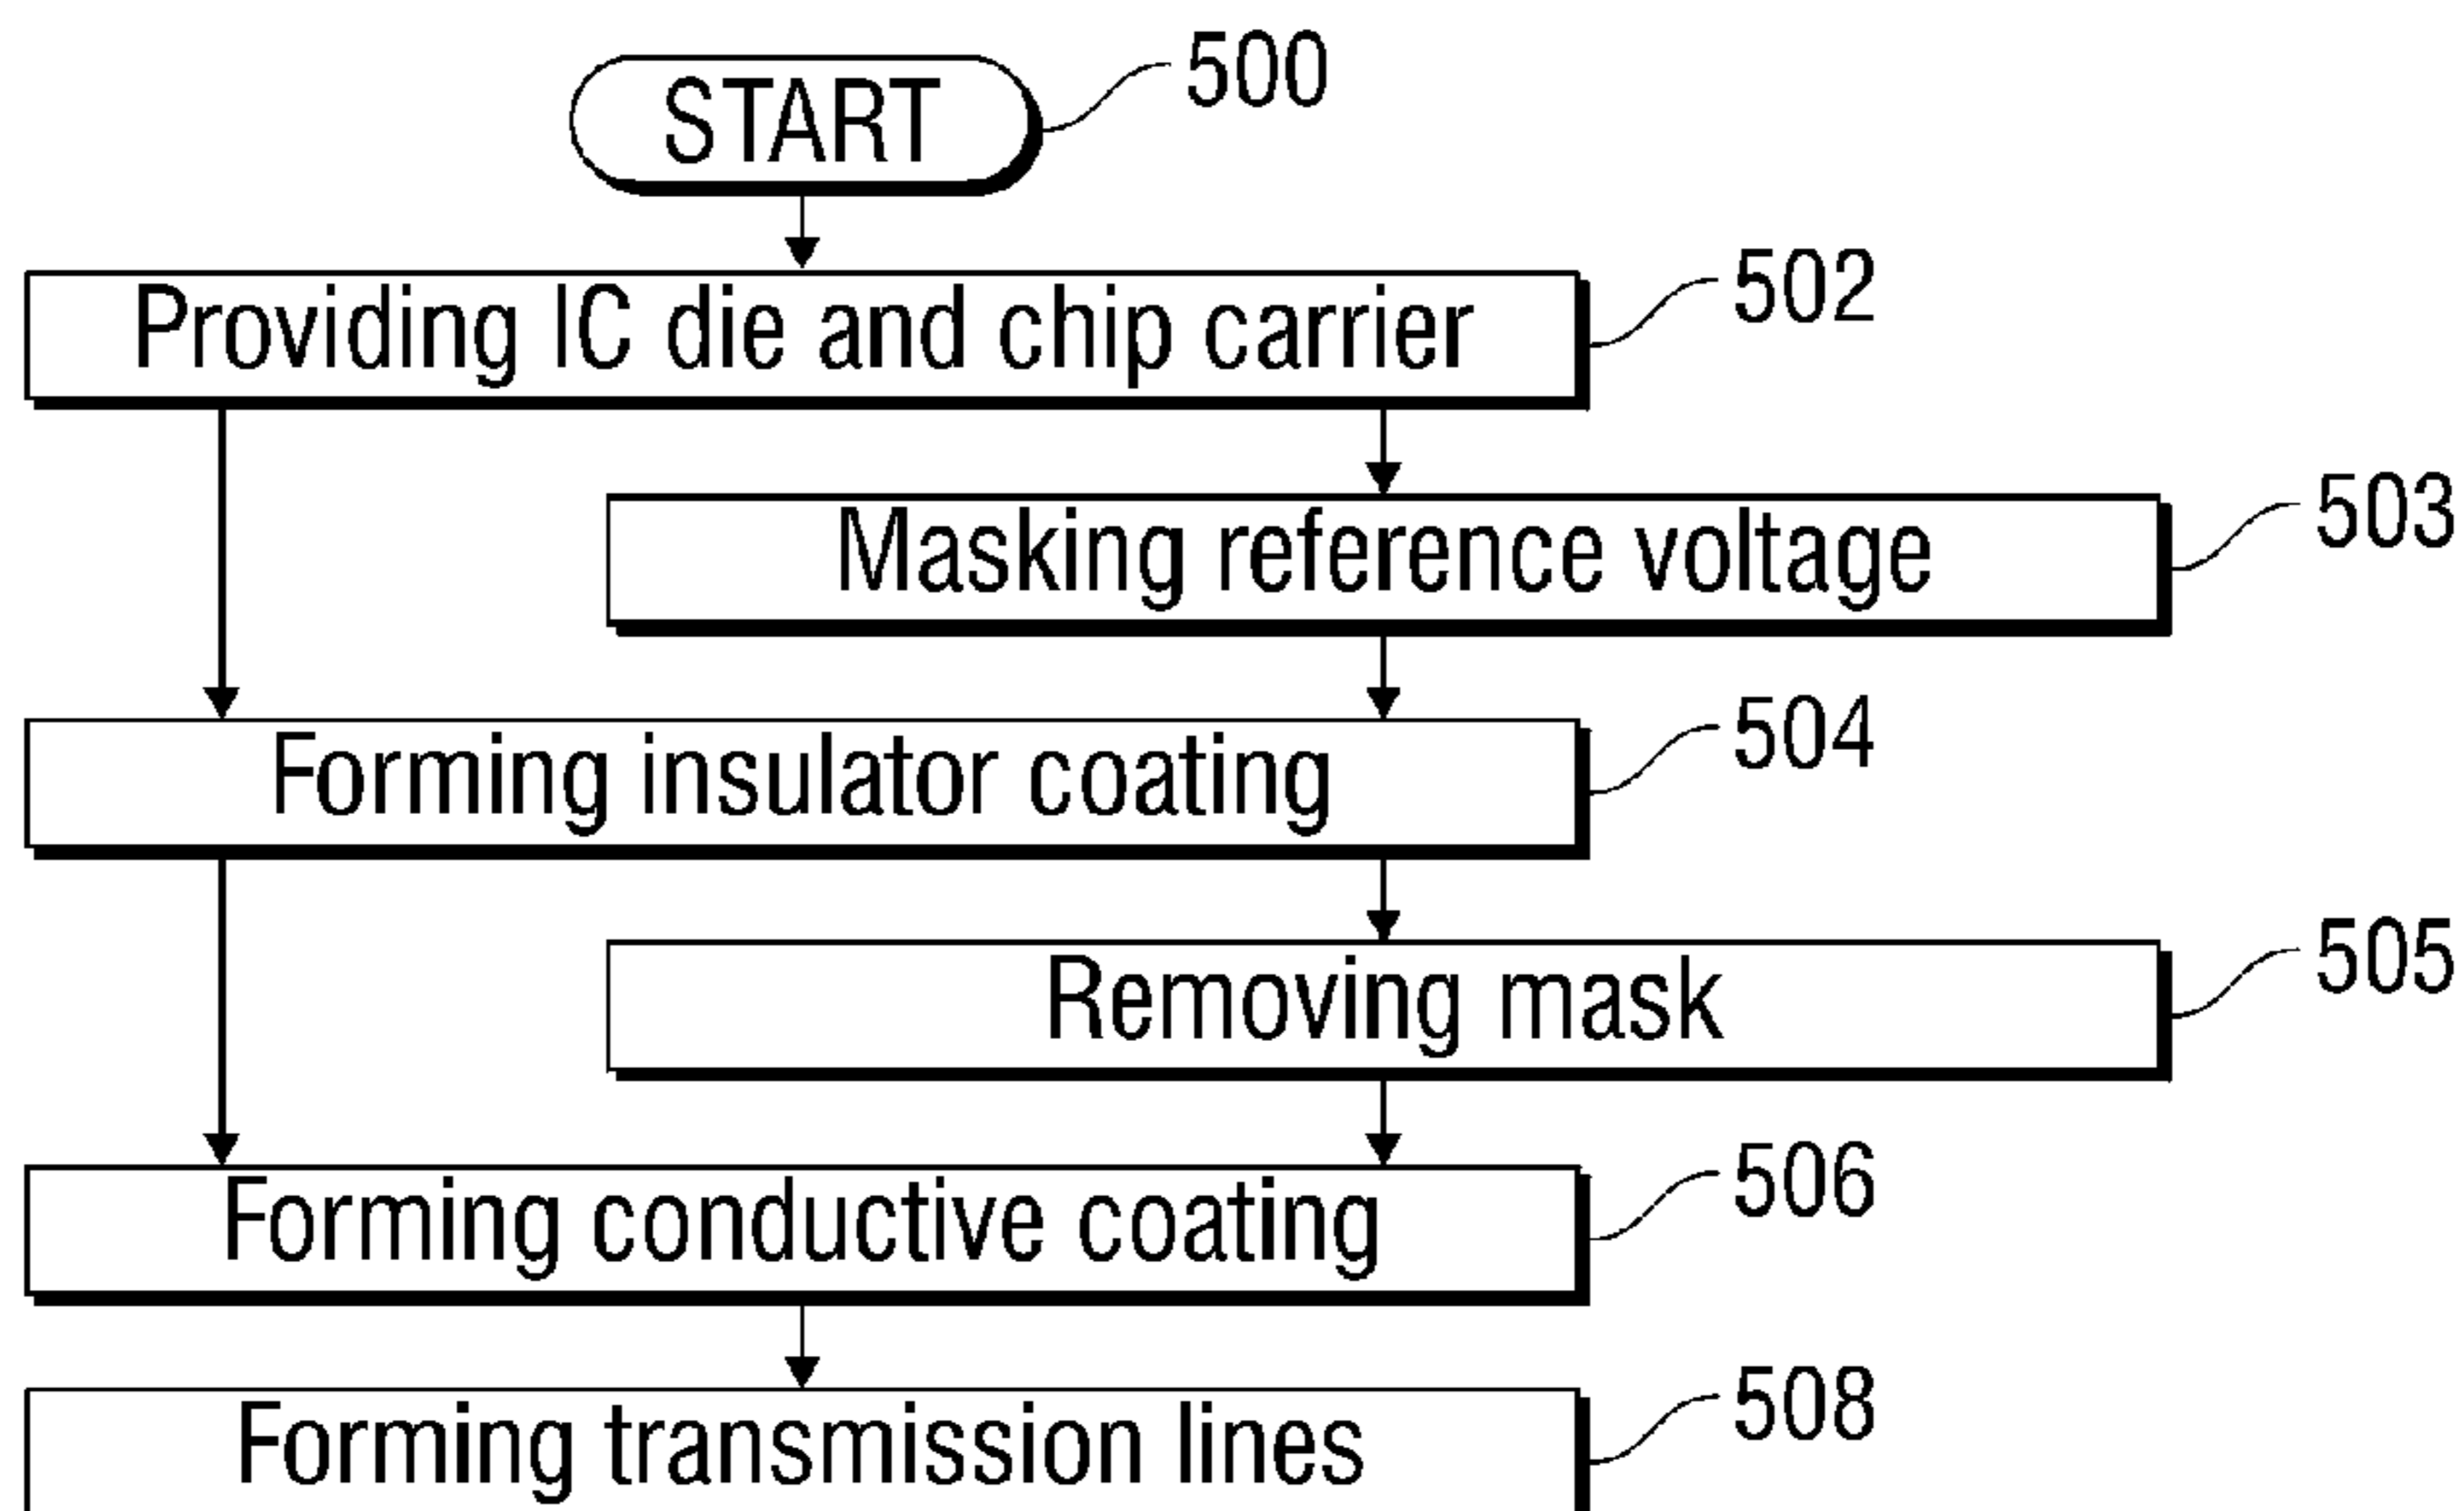 START
500
Providing IC die and chip carrier
502
Masking reference voltage
503
Forming insulator coating
504
Removing mask
505
Forming conductive coating
506
Forming transmission lines
508